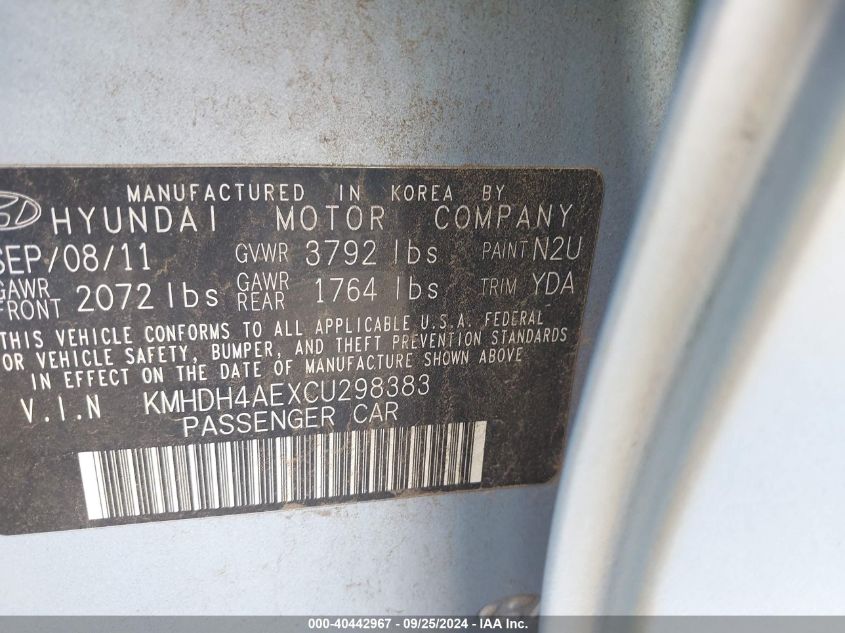 MANUFACTURED IN KOREA BY
HYUNDAI MOTOR COMPANY
SEP/08/11 GVWR 3792 lbs PAINT N2U
GAWR FRONT 2072 lbs GAWR REAR 1764 lbs TRIM YDA
THIS VEHICLE CONFORMS TO ALL APPLICABLE U.S.A. FEDERAL
OR VEHICLE SAFETY, BUMPER, AND THEFT PREVENTION STANDARDS
IN EFFECT ON THE DATE OF MANUFACTURE SHOWN ABOVE
V.I.N KMHDH4AEXCU298383
PASSENGER CAR
000-40442967 - 09/25/2024 - IAA Inc.